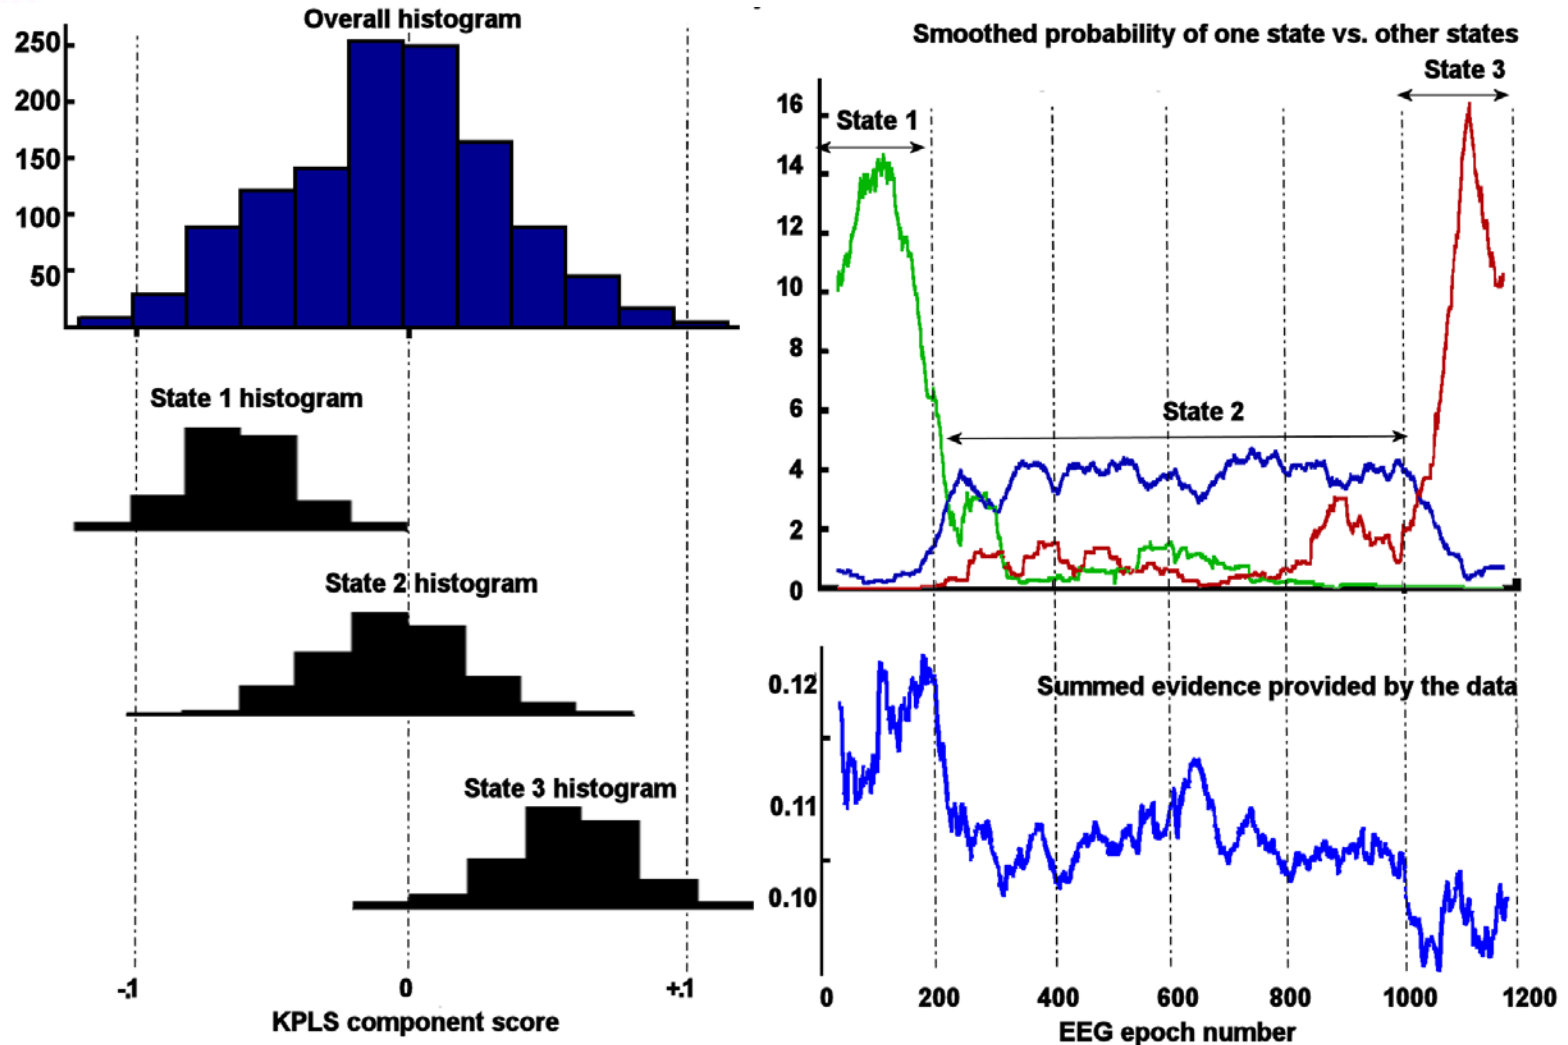 Overall histogram
250
200
150
100
50
State 1 histogram
State 2 histogram
State 3 histogram
-.1
0
+.1
KPLS component score
Smoothed probability of one state vs. other states
State 3
State 1
State 2
16
14
12
10
8
6
4
2
0
Summed evidence provided by the data
0.12
0.11
0.10
0
200
400
600
800
1000
1200
EEG epoch number